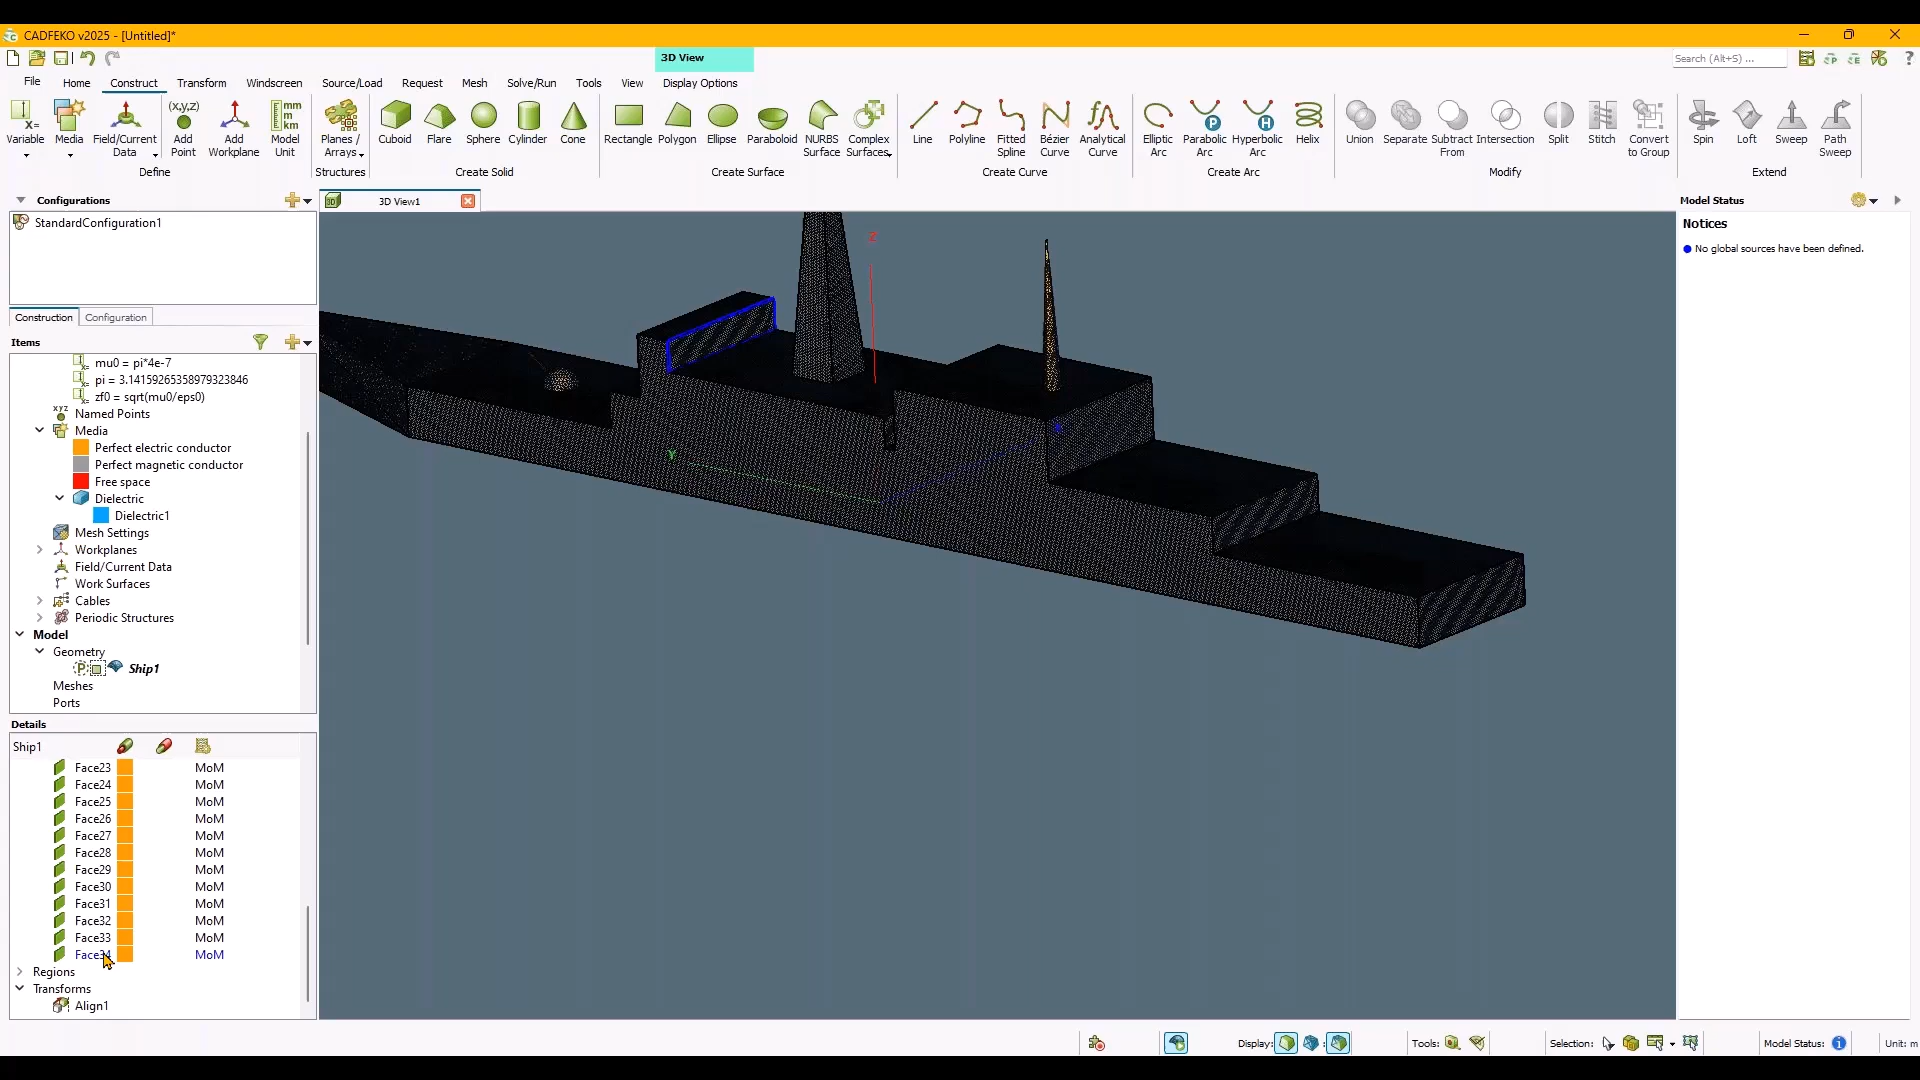 CADFEKO v2025 - [Untitled]*
3D View
Search (Alt+S) ...
File Home Construct Transform Windscreen Source/Load Request Mesh Solve/Run Tools View Display Options
Variable Media Field/Current Data Add Point Add Workplane Model Unit Planes / Arrays Cuboid Flare Sphere Cylinder Cone Rectangle Polygon Ellipse Paraboloid NURBS Surface Complex Surfaces Line Polyline Fitted Spline Bézier Curve Analytical Curve Elliptic Arc Parabolic Arc Hyperbolic Arc Helix Union Separate Subtract From Intersection Split Stitch Convert to Group Spin Loft Sweep Path Sweep
Define Structures Create Solid Create Surface Create Curve Create Arc Modify Extend
Configurations
StandardConfiguration1
Construction Configuration
Items
mu0 = pi*4e-7
pi = 3.14159265358979323846
zf0 = sqrt(mu0/eps0)
Named Points
Media
Perfect electric conductor
Perfect magnetic conductor
Free space
Dielectric
Dielectric1
Mesh Settings
Workplanes
Field/Current Data
Work Surfaces
Cables
Periodic Structures
Model
Geometry
Ship1
Meshes
Ports
Details
Ship1
Face23 MoM
Face24 MoM
Face25 MoM
Face26 MoM
Face27 MoM
Face28 MoM
Face29 MoM
Face30 MoM
Face31 MoM
Face32 MoM
Face33 MoM
Face34 MoM
Regions
Transforms
Align1
3D View1
Z
Y
Model Status
Notices
No global sources have been defined.
Display: Tools: Selection: Model Status: Unit: m